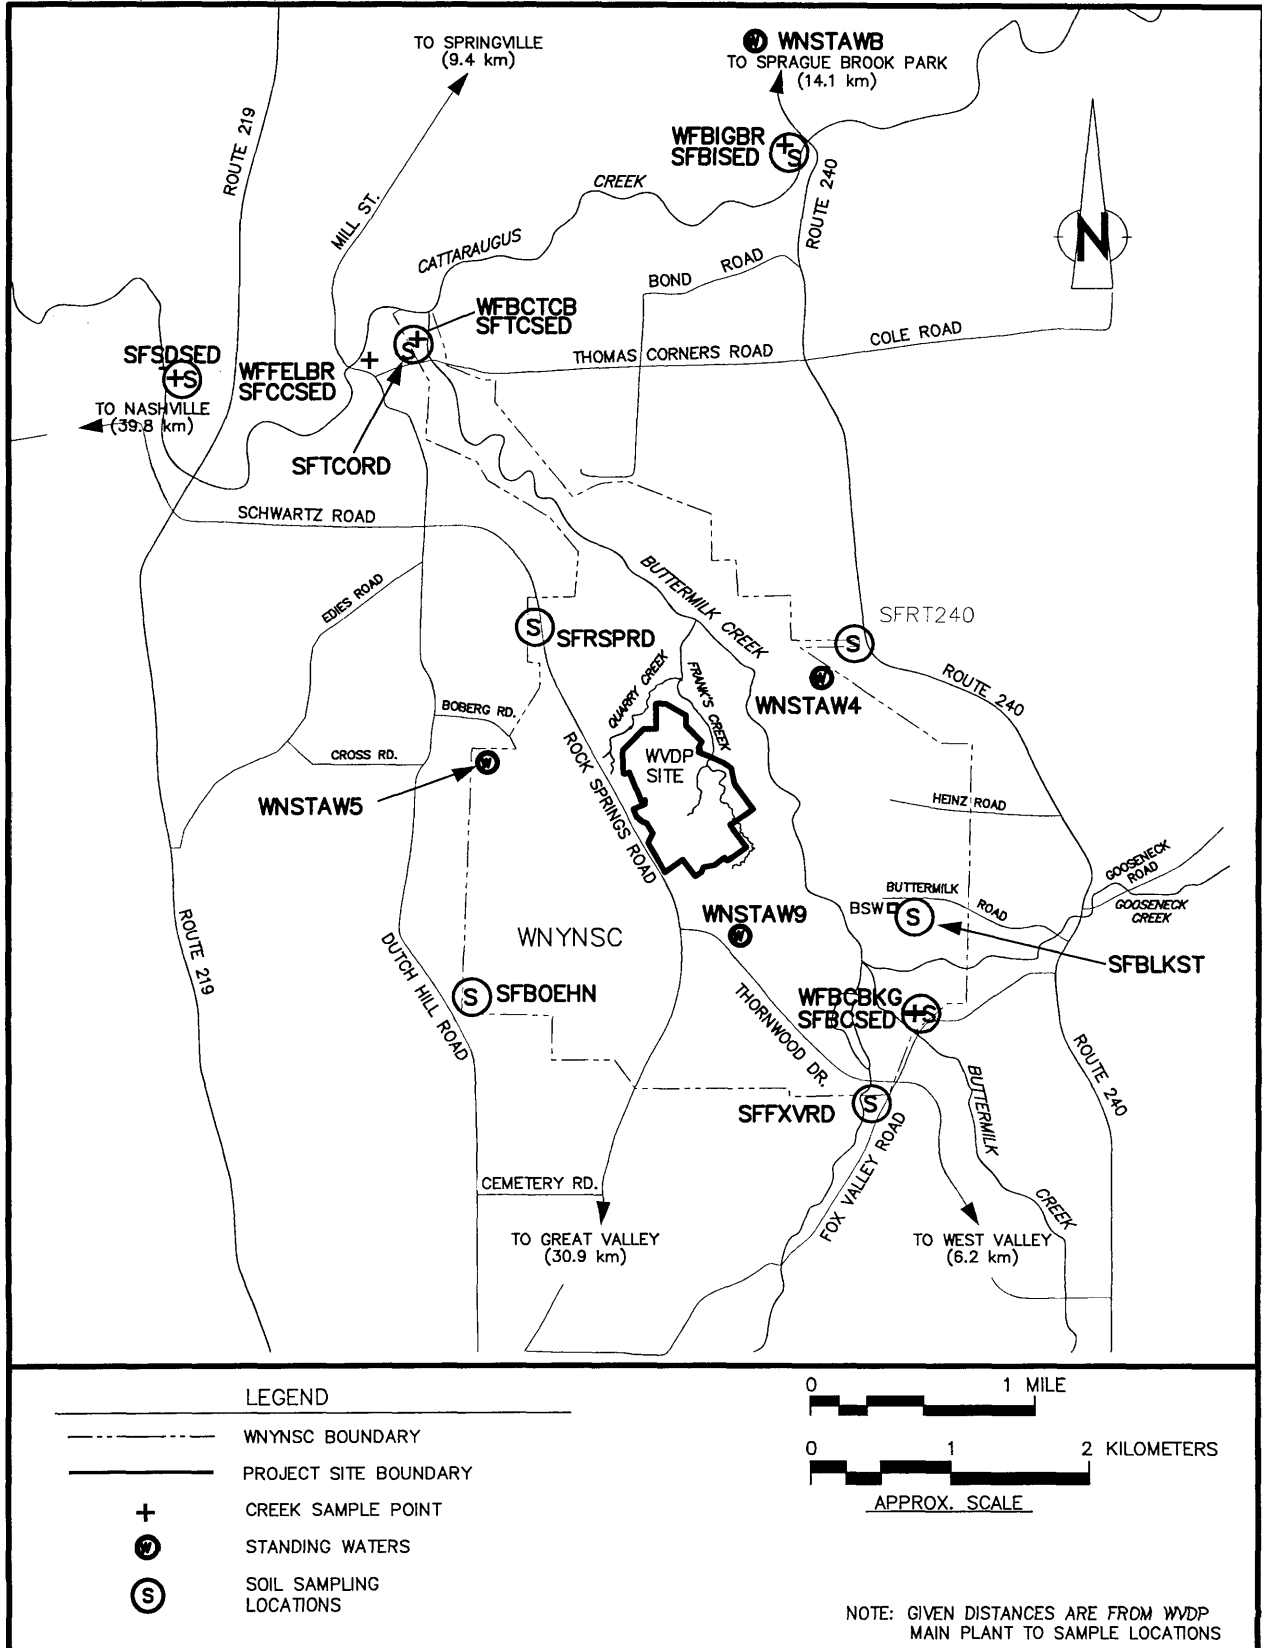 TO SPRINGVILLE
(9.4 km)
WNSTAWB
TO SPRAGUE BROOK PARK
(14.1 km)
ROUTE 219
WFBIGBR
SFBISED
ROUTE 240
MILL ST.
CREEK
CATTARAUGUS
N
BOND ROAD
WFBCTCB
SFTCSED
COLE ROAD
THOMAS CORNERS ROAD
SFSDSED
WFFELBR
SFCCSED
TO NASHVILLE
(39.8 km)
SFTCORD
SCHWARTZ ROAD
EDIES ROAD
BUTTERMILK CREEK
SFRT240
SFRSPRD
QUARRY CREEK
FRANK'S CREEK
ROUTE 240
WNSTAW4
BOBERG RD.
CROSS RD.
WVDP
SITE
ROCK SPRINGS ROAD
WNSTAW5
HEINZ ROAD
GOOSENECK
ROAD
BUTTERMILK
ROAD
GOOSENECK
CREEK
BSW
WNSTAW9
WNYNSC
ROUTE 219
DUTCH HILL ROAD
SFBLKST
SFBOEHN
WFBCBKG
SFBCSED
THORNWOOD DR.
ROUTE 240
BUTTERMILK
CREEK
SFFXVRD
FOX VALLEY ROAD
CEMETERY RD.
TO GREAT VALLEY
(30.9 km)
TO WEST VALLEY
(6.2 km)
S
S
+S
S
S
S
S
+S
S
W
W
W
W
LEGEND
WNYNSC BOUNDARY
PROJECT SITE BOUNDARY
+ CREEK SAMPLE POINT
W STANDING WATERS
S SOIL SAMPLING
LOCATIONS
0 1 MILE
0 1 2 KILOMETERS
APPROX. SCALE
NOTE: GIVEN DISTANCES ARE FROM WVDP
MAIN PLANT TO SAMPLE LOCATIONS